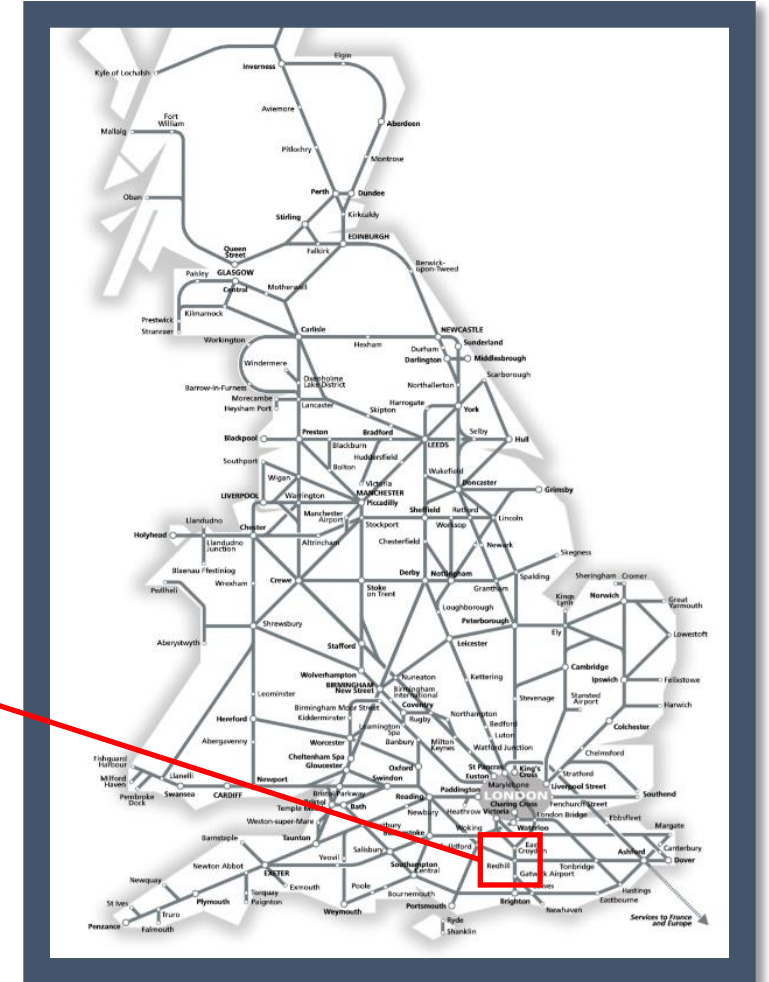 Elgin
Inverness
Kyle of Lochalsh
Aviemore
Fort
William
Aberdeen
Mallaig
Pitlochry
Montrose
Perth
Dundee
Oban
Stirling
Kirkcaldy
EDINBURGH
Queen
Street
Falkirk
Berwick-
upon-Tweed
Paisley
GLASGOW
Central
Motherwell
Kilmarnock
Prestwick
Stranraer
Carlisle
NEWCASTLE
Workington
Hexham
Sunderland
Durham
Darlington
Middlesbrough
Windermere
Scarborough
Oxenholme
Lake District
Northallerton
Barrow-in-Furness
Morecambe
Heysham Port
Lancaster
Harrogate
York
Skipton
Blackpool
Preston
Bradford
Selby
Hull
Blackburn
LEEDS
Huddersfield
Southport
Bolton
Wakefield
Wigan
Victoria
Doncaster
LIVERPOOL
Warrington
MANCHESTER
Piccadilly
Grimsby
Manchester
Airport
Sheffield
Retford
Llandudno
Chester
Stockport
Worksop
Lincoln
Holyhead
Llandudno
Junction
Altrincham
Chesterfield
Newark
Skegness
Blaenau Ffestiniog
Derby
Nottingham
Wrexham
Crewe
Stoke
on Trent
Grantham
Spalding
Sheringham
Cromer
Pwllheli
Kings
Lynn
Norwich
Great
Yarmouth
Loughborough
Peterborough
Shrewsbury
Ely
Lowestoft
Aberystwyth
Stafford
Leicester
Cambridge
Wolverhampton
Nuneaton
Kettering
Ipswich
Felixstowe
BIRMINGHAM
New Street
Birmingham
International
Leominster
Stevenage
Stansted
Airport
Harwich
Birmingham Moor Street
Coventry
Kidderminster
Rugby
Northampton
Hereford
Leamington
Spa
Bedford
Colchester
Abergavenny
Worcester
Banbury
Milton
Keynes
Luton
Watford Junction
Chelmsford
Fishguard
Harbour
Cheltenham Spa
Gloucester
Oxford
St Pancras
King's
Cross
Euston
Stratford
Milford
Haven
Llanelli
Newport
Swindon
Marylebone
Liverpool Street
Pembroke
Dock
Swansea
CARDIFF
Bristol Parkway
Paddington
LONDON
Southend
Reading
Fenchurch Street
Bristol
Temple Meads
Bath
Newbury
Heathrow
Victoria
Charing Cross
London Bridge
Ebbsfleet
Weston-super-Mare
Waterloo
Margate
Barnstaple
Taunton
Woking
East
Croydon
Canterbury
Yeovil
Salisbury
Guildford
Ashford
Dover
Newton Abbot
Southampton
Central
Redhill
Tonbridge
Newquay
EXETER
Exmouth
Gatwick Airport
Torquay
Paignton
Poole
Hastings
St Ives
Plymouth
Bournemouth
Brighton
Eastbourne
Truro
Weymouth
Portsmouth
Newhaven
Penzance
Falmouth
Ryde
Shanklin
Services to France
and Europe